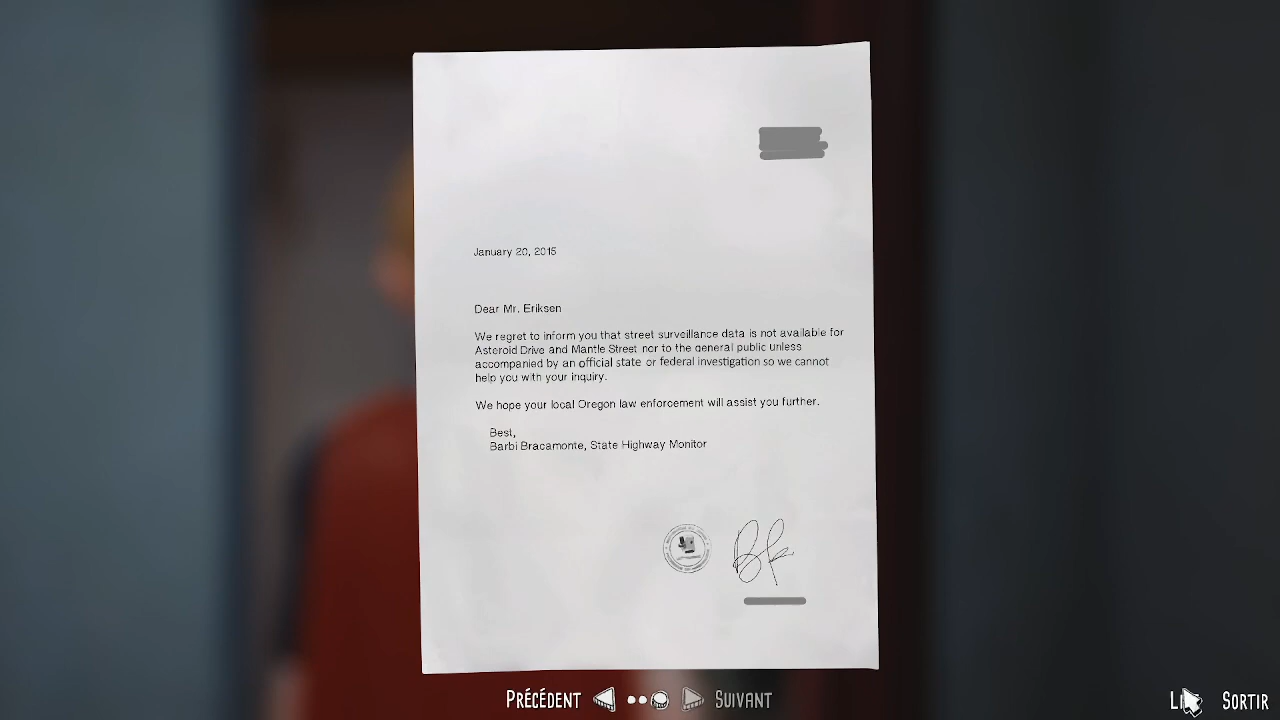 January 20, 2015
Dear Mr. Eriksen
We regret to inform you that street surveillance data is not available for
Asteroid Drive and Mantle Street nor to the general public unless
accompanied by an official state or federal investigation so we cannot
help you with your inquiry.
We hope your local Oregon law enforcement will assist you further.
Best,
Barbi Bracamonte, State Highway Monitor
PRÉCÉDENT
SUIVANT
SORTIR